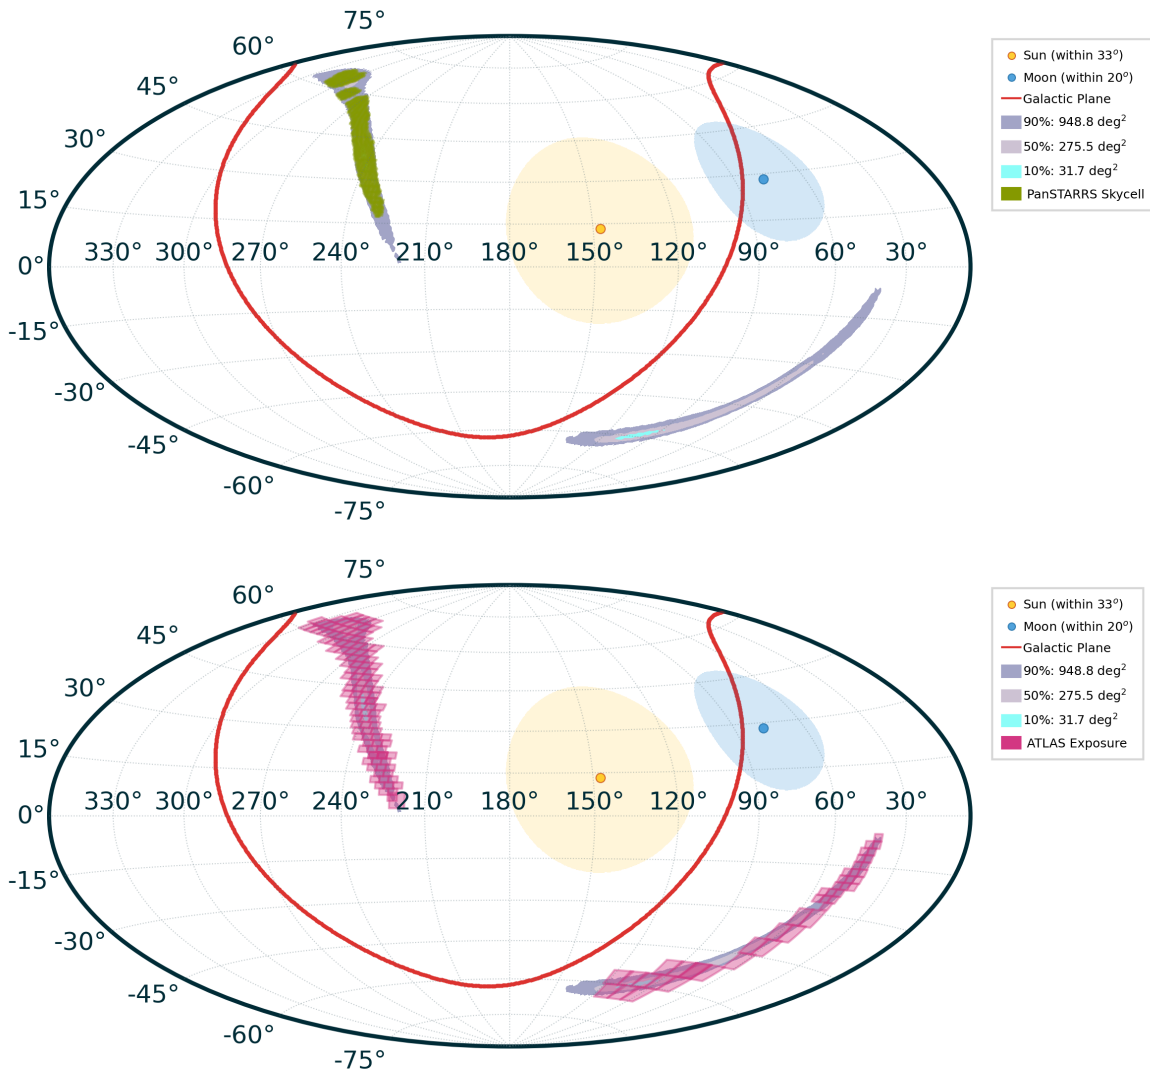 75°
60°
45°
30°
15°
0°
-15°
-30°
-45°
-60°
-75°
330° 300° 270° 240° 210° 180° 150° 120° 90° 60° 30°
Sun (within 33°)
Moon (within 20°)
Galactic Plane
90%: 948.8 deg²
50%: 275.5 deg²
10%: 31.7 deg²
PanSTARRS Skycell
75°
60°
45°
30°
15°
0°
-15°
-30°
-45°
-60°
-75°
330° 300° 270° 240° 210° 180° 150° 120° 90° 60° 30°
Sun (within 33°)
Moon (within 20°)
Galactic Plane
90%: 948.8 deg²
50%: 275.5 deg²
10%: 31.7 deg²
ATLAS Exposure